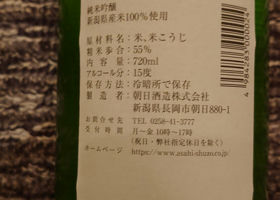 純米吟醸
新潟県産米100%使用
原材料名：米、米こうじ
精米歩合：55%
内容量：720ml
アルコール分：15度
保存方法：冷暗所で保存
製造者：朝日酒造株式会社
新潟県長岡市朝日880-1
お問合せ先 TEL 0258-41-3777
受付時間 月〜金 10時〜17時
(祝日・弊社指定休日を除く)
ホームページ https://www.asahi-shuzo.co.jp/
4984283000024